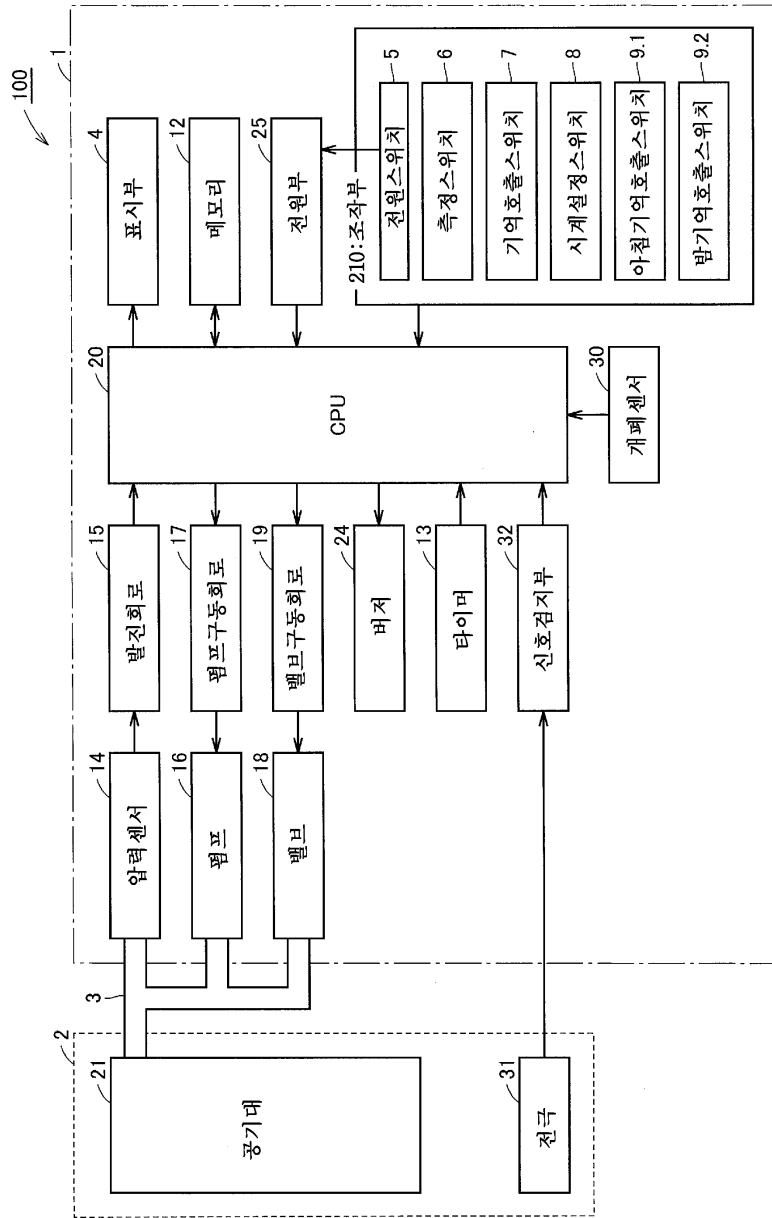 100
1
2
21
공기대
31
전극
3
14
압력센서
16
펌프
18
밸브
15
발진회로
17
펌프구동회로
19
밸브구동회로
24
버저
13
타이머
32
신호검지부
20
CPU
30
개폐센서
4
표시부
12
메모리
25
전원부
210:조작부
5
전원스위치
6
측정스위치
7
기억호출스위치
8
시계설정스위치
9.1
아침기억호출스위치
9.2
밤기억호출스위치